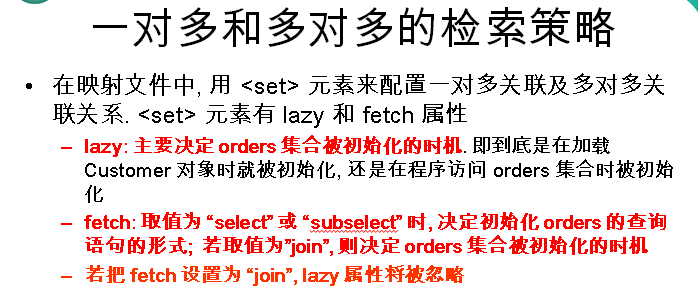 一对多和多对多的检索策略
• 在映射文件中, 用 <set> 元素来配置一对多关联及多对多关
联关系. <set> 元素有 lazy 和 fetch 属性
– lazy: 主要决定 orders 集合被初始化的时机. 即到底是在加载
Customer 对象时就被初始化, 还是在程序访问 orders 集合时被初始
化
– fetch: 取值为 “select” 或 “subselect” 时, 决定初始化 orders 的查询
语句的形式; 若取值为”join”, 则决定 orders 集合被初始化的时机
– 若把 fetch 设置为 “join”, lazy 属性将被忽略